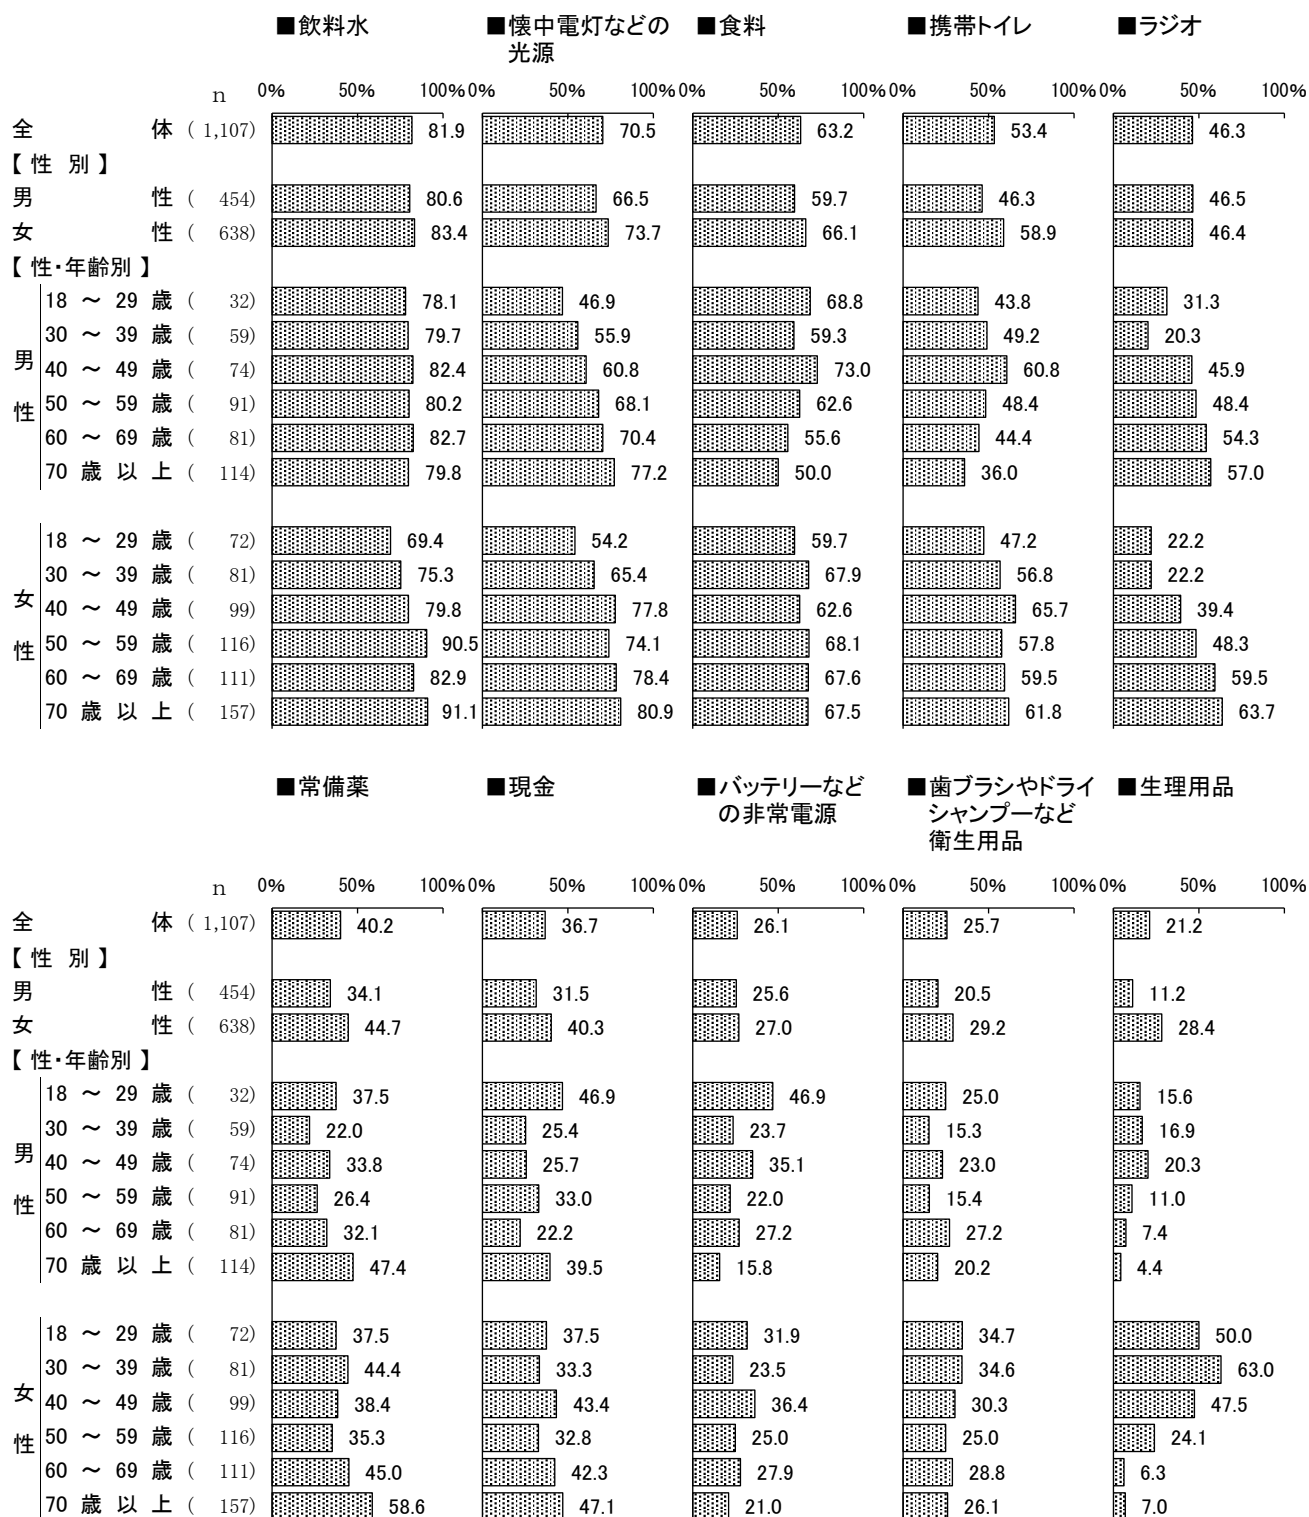 ■飲料水 ■懐中電灯などの ■食料 ■携帯トイレ ■ラジオ
光源
n 0% 50% 100% 0% 50% 100% 0% 50% 100% 0% 50% 100% 0% 50% 100%
全 体 ( 1,107) 81.9 70.5 63.2 53.4 46.3
【 性 別 】
男 性 ( 454) 80.6 66.5 59.7 46.3 46.5
女 性 ( 638) 83.4 73.7 66.1 58.9 46.4
【 性・年齢別 】
男性
18 ～ 29 歳 ( 32) 78.1 46.9 68.8 43.8 31.3
30 ～ 39 歳 ( 59) 79.7 55.9 59.3 49.2 20.3
40 ～ 49 歳 ( 74) 82.4 60.8 73.0 60.8 45.9
50 ～ 59 歳 ( 91) 80.2 68.1 62.6 48.4 48.4
60 ～ 69 歳 ( 81) 82.7 70.4 55.6 44.4 54.3
70 歳 以 上 ( 114) 79.8 77.2 50.0 36.0 57.0
女性
18 ～ 29 歳 ( 72) 69.4 54.2 59.7 47.2 22.2
30 ～ 39 歳 ( 81) 75.3 65.4 67.9 56.8 22.2
40 ～ 49 歳 ( 99) 79.8 77.8 62.6 65.7 39.4
50 ～ 59 歳 ( 116) 90.5 74.1 68.1 57.8 48.3
60 ～ 69 歳 ( 111) 82.9 78.4 67.6 59.5 59.5
70 歳 以 上 ( 157) 91.1 80.9 67.5 61.8 63.7
■常備薬 ■現金 ■バッテリーなど ■歯ブラシやドライ ■生理用品
の非常電源 シャンプーなど
衛生用品
n 0% 50% 100% 0% 50% 100% 0% 50% 100% 0% 50% 100% 0% 50% 100%
全 体 ( 1,107) 40.2 36.7 26.1 25.7 21.2
【 性 別 】
男 性 ( 454) 34.1 31.5 25.6 20.5 11.2
女 性 ( 638) 44.7 40.3 27.0 29.2 28.4
【 性・年齢別 】
男性
18 ～ 29 歳 ( 32) 37.5 46.9 46.9 25.0 15.6
30 ～ 39 歳 ( 59) 22.0 25.4 23.7 15.3 16.9
40 ～ 49 歳 ( 74) 33.8 25.7 35.1 23.0 20.3
50 ～ 59 歳 ( 91) 26.4 33.0 22.0 15.4 11.0
60 ～ 69 歳 ( 81) 32.1 22.2 27.2 27.2 7.4
70 歳 以 上 ( 114) 47.4 39.5 15.8 20.2 4.4
女性
18 ～ 29 歳 ( 72) 37.5 37.5 31.9 34.7 50.0
30 ～ 39 歳 ( 81) 44.4 33.3 23.5 34.6 63.0
40 ～ 49 歳 ( 99) 38.4 43.4 36.4 30.3 47.5
50 ～ 59 歳 ( 116) 35.3 32.8 25.0 25.0 24.1
60 ～ 69 歳 ( 111) 45.0 42.3 27.9 28.8 6.3
70 歳 以 上 ( 157) 58.6 47.1 21.0 26.1 7.0